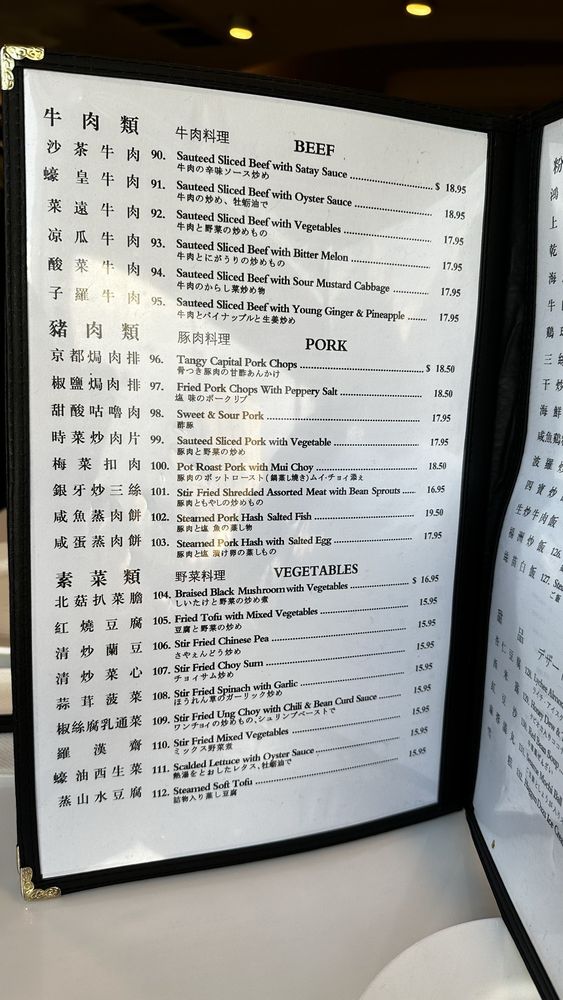 牛肉類 牛肉料理 BEEF
沙茶牛肉 90. Sauteed Sliced Beef with Satay Sauce $ 18.95
牛肉の辛味ソース炒め
蠔皇牛肉 91. Sauteed Sliced Beef with Oyster Sauce 18.95
牛肉の炒め、牡蛎油で
菜遠牛肉 92. Sauteed Sliced Beef with Vegetables 17.95
牛肉と野菜の炒めもの
凉瓜牛肉 93. Sauteed Sliced Beef with Bitter Melon 17.95
牛肉とにがうりの炒めもの
酸菜牛肉 94. Sauteed Sliced Beef with Sour Mustard Cabbage 17.95
牛肉のからし菜炒め物
子羅牛肉 95. Sauteed Sliced Beef with Young Ginger & Pineapple 17.95
牛肉とパイナップルと生姜炒め
豬肉類 豚肉料理 PORK
京都焗肉排 96. Tangy Capital Pork Chops $ 18.50
骨つき豚肉の甘酢あんかけ
椒鹽焗肉排 97. Fried Pork Chops With Peppery Salt 18.50
塩味のポークリブ
甜酸咕嚕肉 98. Sweet & Sour Pork 17.95
酢豚
時菜炒肉片 99. Sauteed Sliced Pork with Vegetable 17.95
豚肉と野菜の炒め
梅菜扣肉 100. Pot Roast Pork with Mui Choy 18.50
豚肉のポットロースト(鍋蒸し焼き)ムイ・チョイ添え
銀牙炒三絲 101. Stir Fried Shredded Assorted Meat with Bean Sprouts 16.95
豚肉ともやしの炒めもの
咸魚蒸肉餅 102. Steamed Pork Hash Salted Fish 19.50
豚肉と塩魚の蒸し物
咸蛋蒸肉餅 103. Steamed Pork Hash with Salted Egg 17.95
豚肉と塩漬け卵の蒸しもの
素菜類 野菜料理 VEGETABLES
北菇扒菜膽 104. Braised Black Mushroom with Vegetables $ 16.95
しいたけと野菜の炒め煮
紅燒豆腐 105. Fried Tofu with Mixed Vegetables 15.95
豆腐と野菜の炒め
清炒蘭豆 106. Stir Fried Chinese Pea 15.95
さやえんどう炒め
清炒菜心 107. Stir Fried Choy Sum 15.95
チョイサム炒め
蒜茸菠菜 108. Stir Fried Spinach with Garlic 15.95
ほうれん草のガーリック炒め
椒絲腐乳通菜 109. Stir Fried Ung Choy with Chili & Bean Curd Sauce 15.95
ワンチョイの炒めもの、シュリンプペーストで
羅漢齋 110. Stir Fried Mixed Vegetables 15.95
ミックス野菜煮
蠔油西生菜 111. Scalded Lettuce with Oyster Sauce 15.95
熱湯をとおしたレタス、牡蛎油で
蒸山水豆腐 112. Steamed Soft Tofu 15.95
詰物入り蒸し豆腐